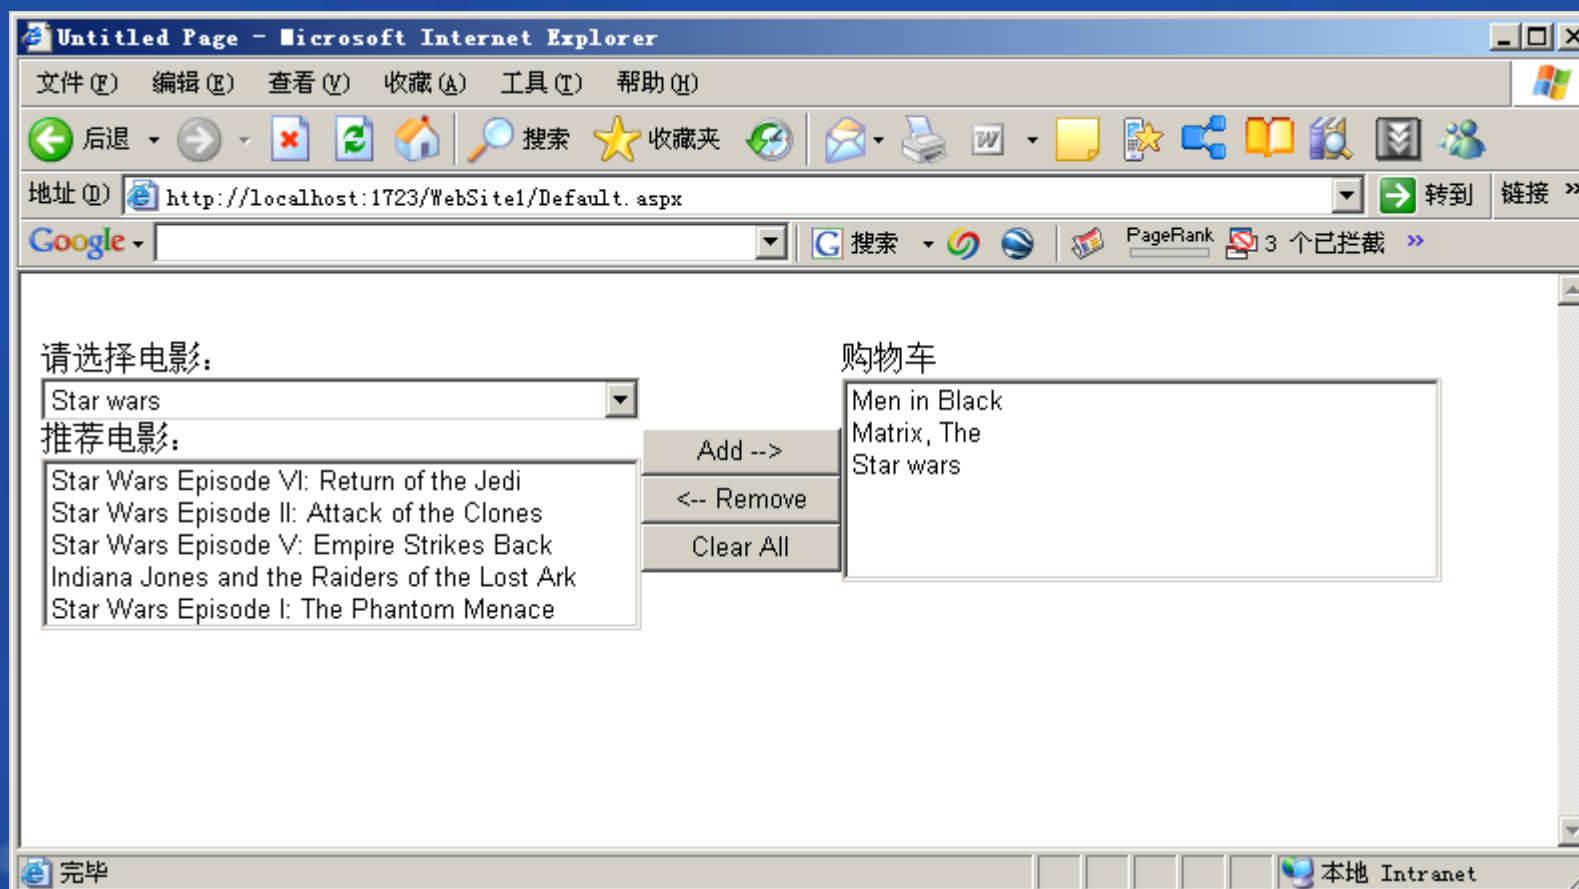 Untitled Page - Microsoft Internet Explorer
文件(F) 编辑(E) 查看(V) 收藏(A) 工具(T) 帮助(H)
后退 搜索 收藏夹
地址(D) http://localhost:1723/WebSite1/Default.aspx 转到 链接 »
Google 搜索 PageRank 3 个已拦截 »
请选择电影：
Star wars
推荐电影：
Star Wars Episode VI: Return of the Jedi
Star Wars Episode II: Attack of the Clones
Star Wars Episode V: Empire Strikes Back
Indiana Jones and the Raiders of the Lost Ark
Star Wars Episode I: The Phantom Menace
Add -->
<-- Remove
Clear All
购物车
Men in Black
Matrix, The
Star wars
完毕 本地 Intranet